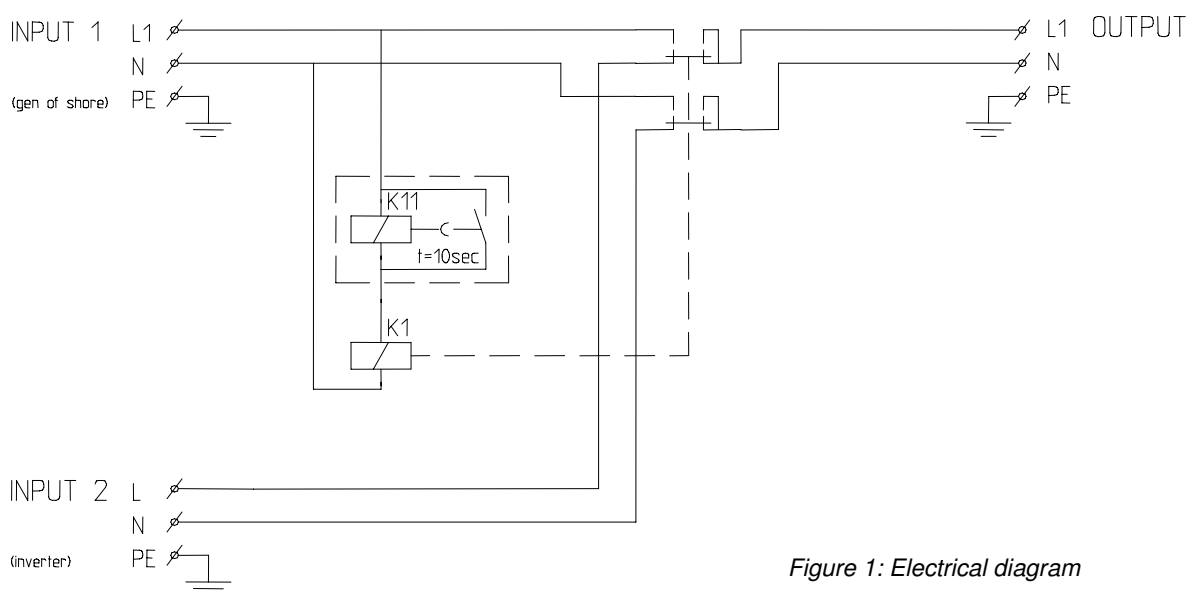 INPUT 1 L1
N
(gen of shore) PE
L1 OUTPUT
N
PE
K11
t=10sec
K1
INPUT 2 L
N
(inverter) PE
Figure 1: Electrical diagram